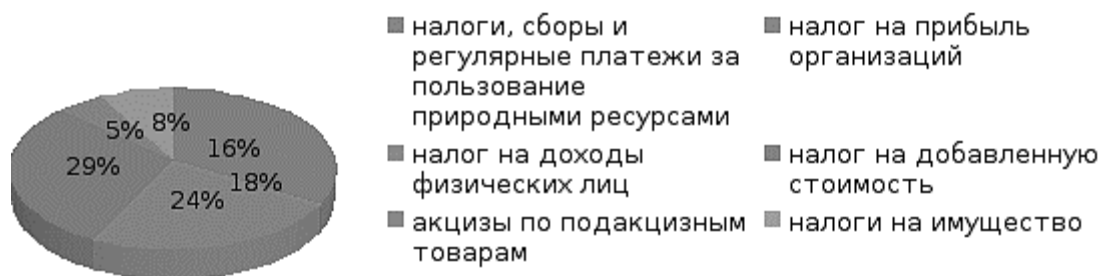 налоги, сборы и
регулярные платежи за
пользование
природными ресурсами
налог на прибыль
организаций
налог на доходы
физических лиц
налог на добавленную
стоимость
акцизы по подакцизным
товарам
налоги на имущество
5%
8%
16%
29%
18%
24%